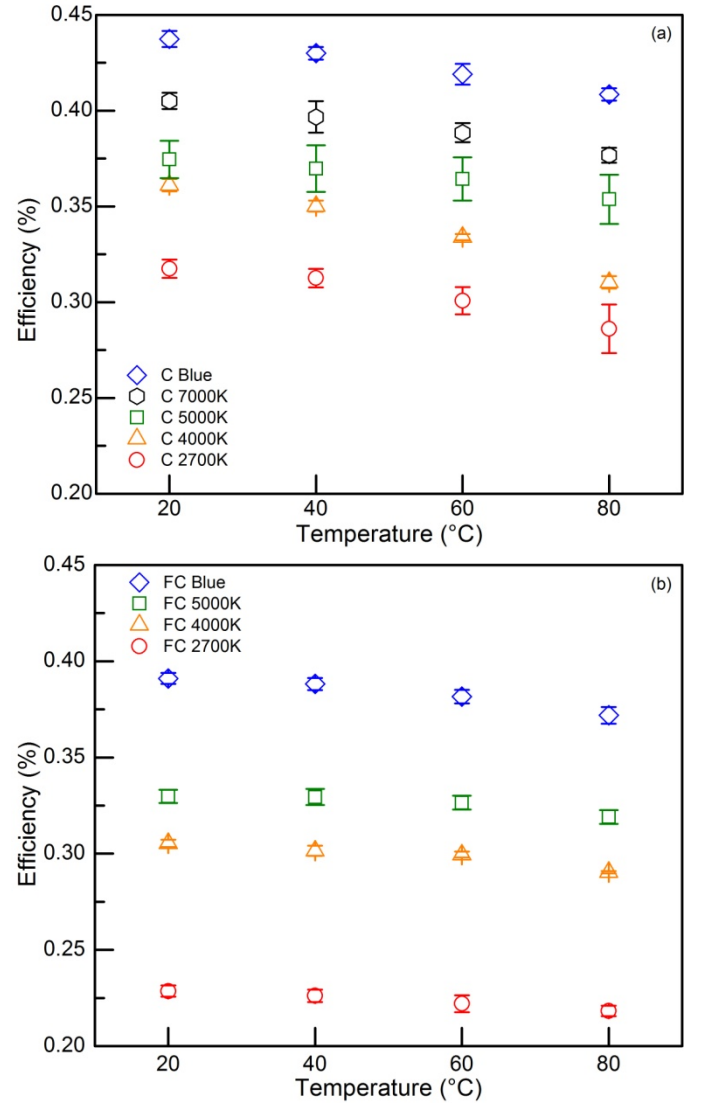 (a)
0.45
0.40
0.35
0.30
0.25
0.20
Efficiency (%)
C Blue
C 7000K
C 5000K
C 4000K
C 2700K
20 40 60 80
Temperature (°C)
(b)
0.45
0.40
0.35
0.30
0.25
0.20
Efficiency (%)
FC Blue
FC 5000K
FC 4000K
FC 2700K
20 40 60 80
Temperature (°C)